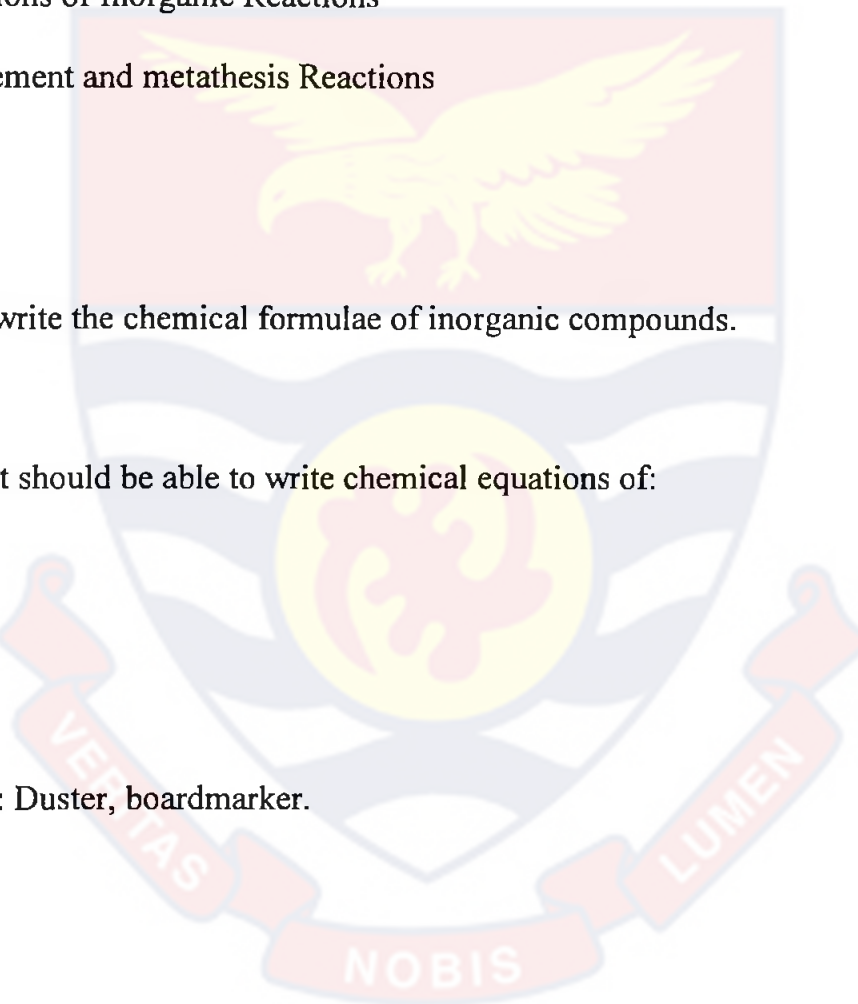 ons of Inorganic Reactions
ement and metathesis Reactions
write the chemical formulae of inorganic compounds.
t should be able to write chemical equations of:
: Duster, boardmarker.
VERITAS
NOBIS
LUMEN